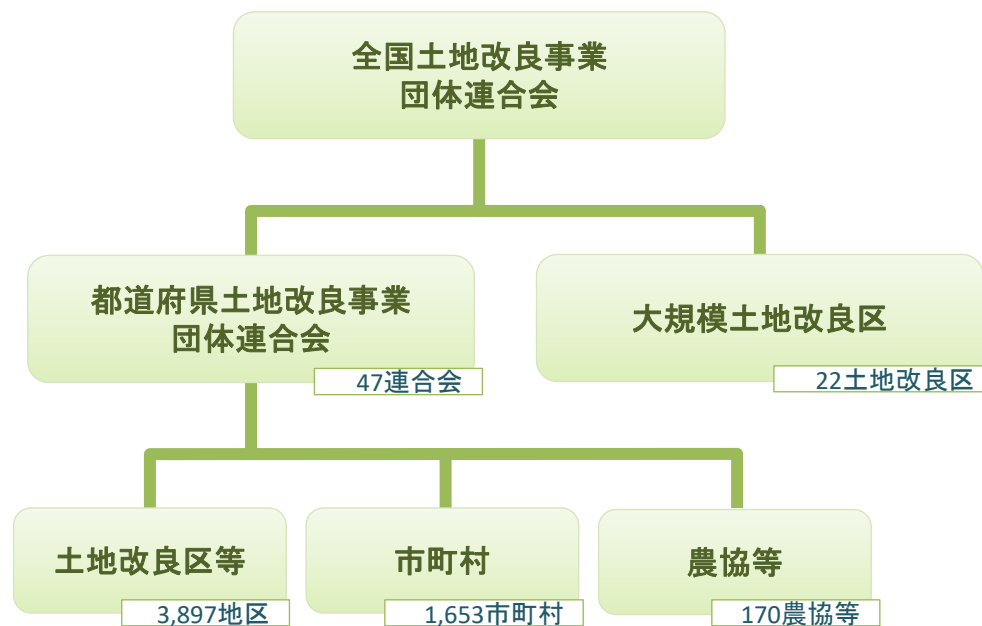 全国土地改良事業
団体連合会
都道府県土地改良事業
団体連合会
47連合会
大規模土地改良区
22土地改良区
土地改良区等
3,897地区
市町村
1,653市町村
農協等
170農協等